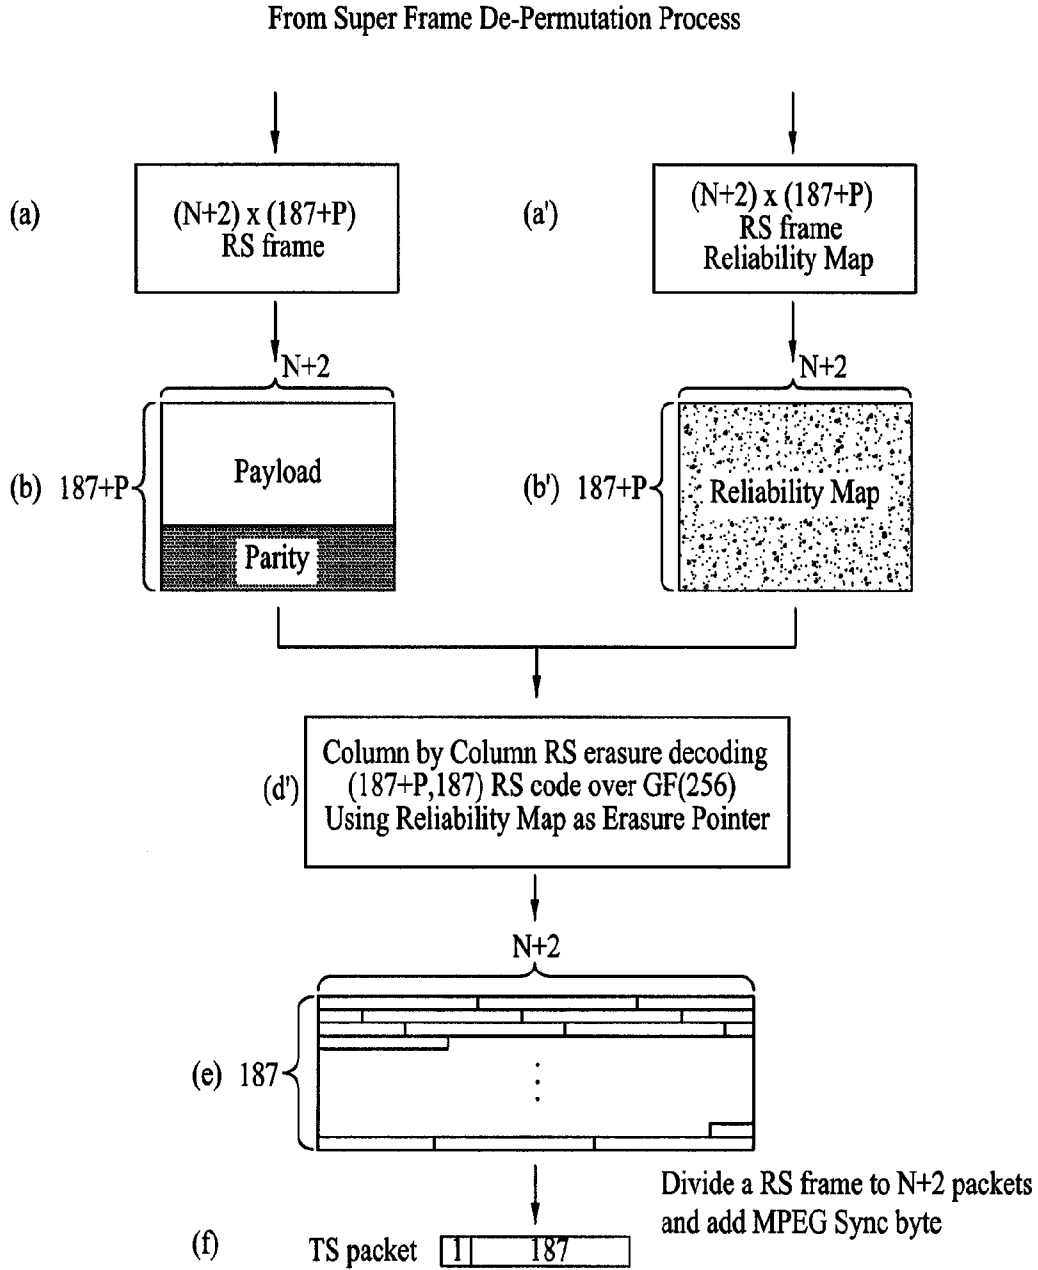 From Super Frame De-Permutation Process
(a)
(N+2) x (187+P)
RS frame
(a')
(N+2) x (187+P)
RS frame
Reliability Map
N+2
N+2
(b)
187+P
Payload
Parity
(b')
187+P
Reliability Map
(d')
Column by Column RS erasure decoding
(187+P,187) RS code over GF(256)
Using Reliability Map as Erasure Pointer
N+2
(e)
187
Divide a RS frame to N+2 packets
and add MPEG Sync byte
(f)
TS packet
1
187